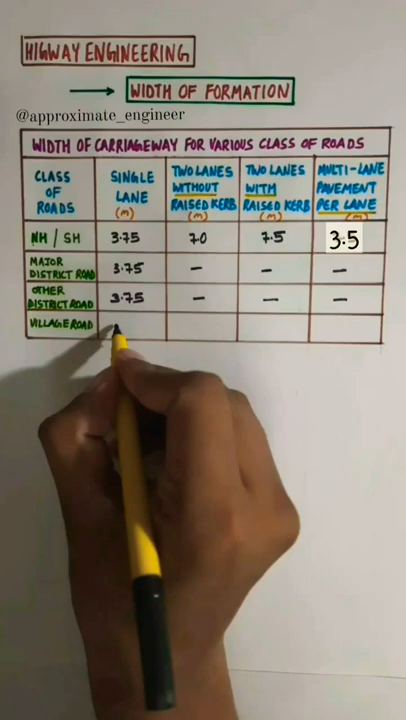 HIGWAY ENGINEERING
→ WIDTH OF FORMATION
@approximate_engineer
WIDTH OF CARRIAGEWAY FOR VARIOUS CLASS OF ROADS
CLASS OF ROADS
SINGLE LANE (m)
TWO LANES WITHOUT RAISED KERB (m)
TWO LANES WITH RAISED KERB (m)
MULTI-LANE PAVEMENT PER LANE (m)
NH / SH 3.75 7.0 7.5 3.5
MAJOR DISTRICT ROAD 3.75 – – –
OTHER DISTRICT ROAD 3.75 – – –
VILLAGE ROAD